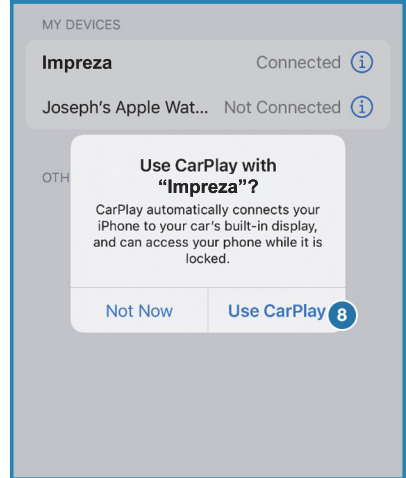 MY DEVICES
Impreza Connected
Joseph's Apple Wat... Not Connected
OTH
Use CarPlay with
“Impreza”?
CarPlay automatically connects your
iPhone to your car's built-in display,
and can access your phone while it is
locked.
Not Now Use CarPlay 8